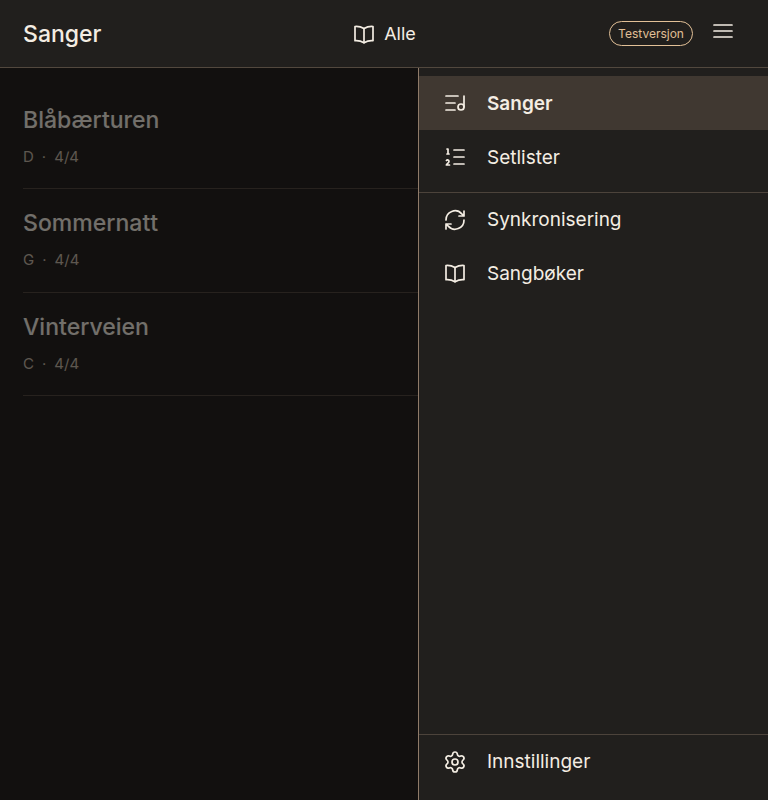 Sanger
Alle
Testversjon
Blåbærturen
D · 4/4
Sommernatt
G · 4/4
Vinterveien
C · 4/4
Sanger
Setlister
Synkronisering
Sangbøker
Innstillinger